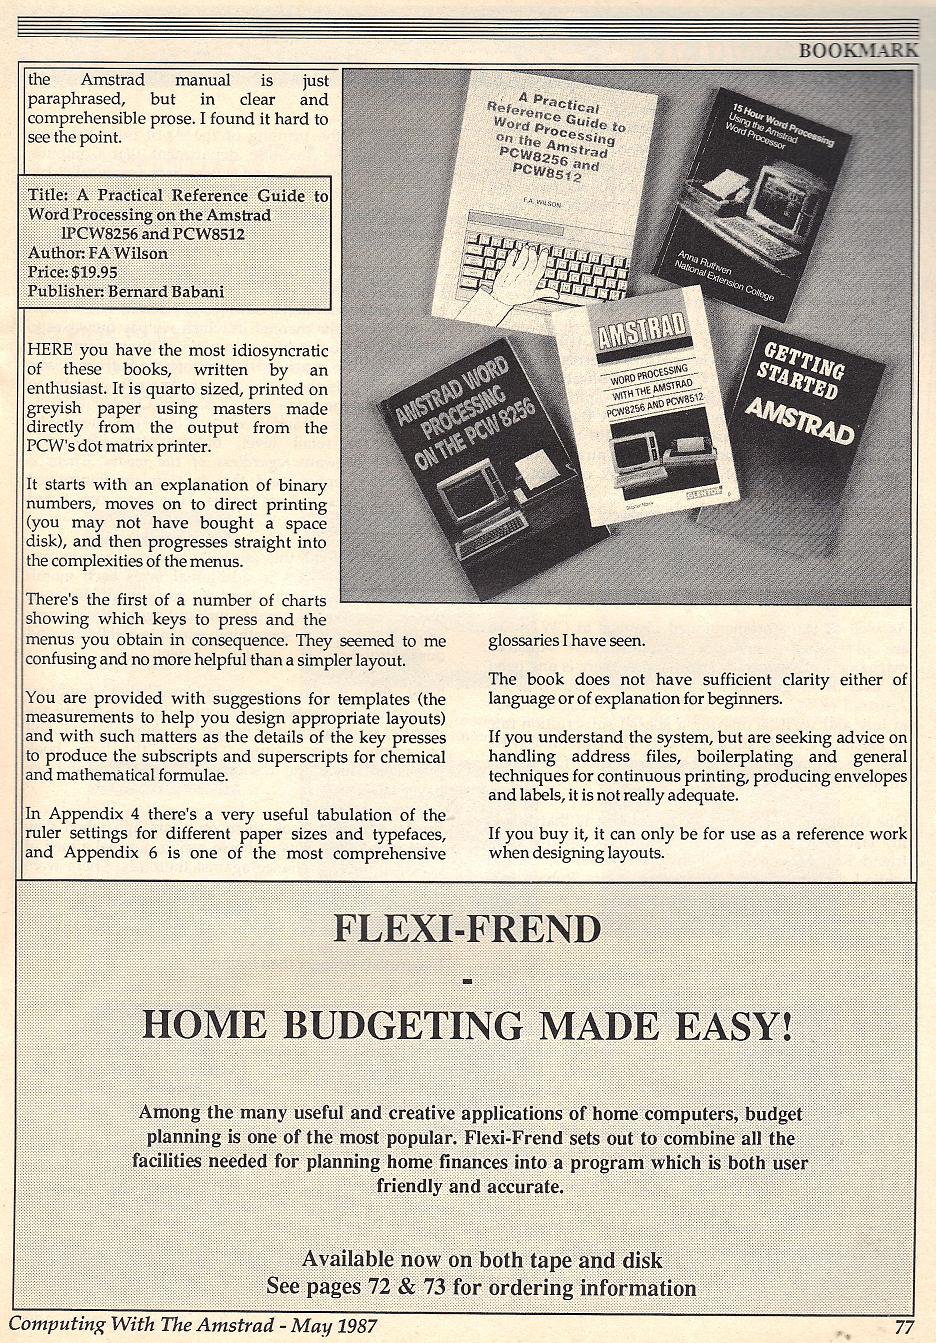 BOOKMARK
the Amstrad manual is just
paraphrased, but in clear and
comprehensible prose. I found it hard to
see the point.
Title: A Practical Reference Guide to
Word Processing on the Amstrad
lPCW8256 and PCW8512
Author: FA Wilson
Price: $19.95
Publisher: Bernard Babani
HERE you have the most idiosyncratic
of these books, written by an
enthusiast. It is quarto sized, printed on
greyish paper using masters made
directly from the output from the
PCW's dot matrix printer.
It starts with an explanation of binary
numbers, moves on to direct printing
(you may not have bought a space
disk), and then progresses straight into
the complexities of the menus.
There's the first of a number of charts
showing which keys to press and the
menus you obtain in consequence. They seemed to me
confusing and no more helpful than a simpler layout.
You are provided with suggestions for templates (the
measurements to help you design appropriate layouts)
and with such matters as the details of the key presses
to produce the subscripts and superscripts for chemical
and mathematical formulae.
In Appendix 4 there's a very useful tabulation of the
ruler settings for different paper sizes and typefaces,
and Appendix 6 is one of the most comprehensive
A Practical
Reference Guide to
Word Processing
on the Amstrad
PCW8256 and
PCW8512
F.A. WILSON
15 Hour Word Processing
Using the Amstrad
Word Processor
Anna Ruthven
National Extension College
AMSTRAD WORD
PROCESSING
ON THE PCW 8256
AMSTRAD
WORD PROCESSING
WITH THE AMSTRAD
PCW8256 AND PCW8512
GLENTOP
GETTING
STARTED
AMSTRAD
glossaries I have seen.
The book does not have sufficient clarity either of
language or of explanation for beginners.
If you understand the system, but are seeking advice on
handling address files, boilerplating and general
techniques for continuous printing, producing envelopes
and labels, it is not really adequate.
If you buy it, it can only be for use as a reference work
when designing layouts.
FLEXI-FREND
-
HOME BUDGETING MADE EASY!
Among the many useful and creative applications of home computers, budget
planning is one of the most popular. Flexi-Frend sets out to combine all the
facilities needed for planning home finances into a program which is both user
friendly and accurate.
Available now on both tape and disk
See pages 72 & 73 for ordering information
Computing With The Amstrad - May 1987
77